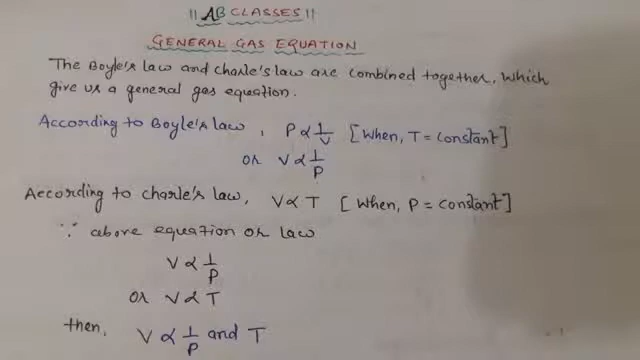 || AB CLASSES ||
GENERAL GAS EQUATION
The Boyle's law and charle's law are combined together, which
give us a general gas equation.
According to Boyle's law, P ∝ 1/V [When, T = constant]
or V ∝ 1/P
According to charle's law, V ∝ T [When, P = constant]
∵ above equation or law
V ∝ 1/P
or V ∝ T
then, V ∝ 1/P and T